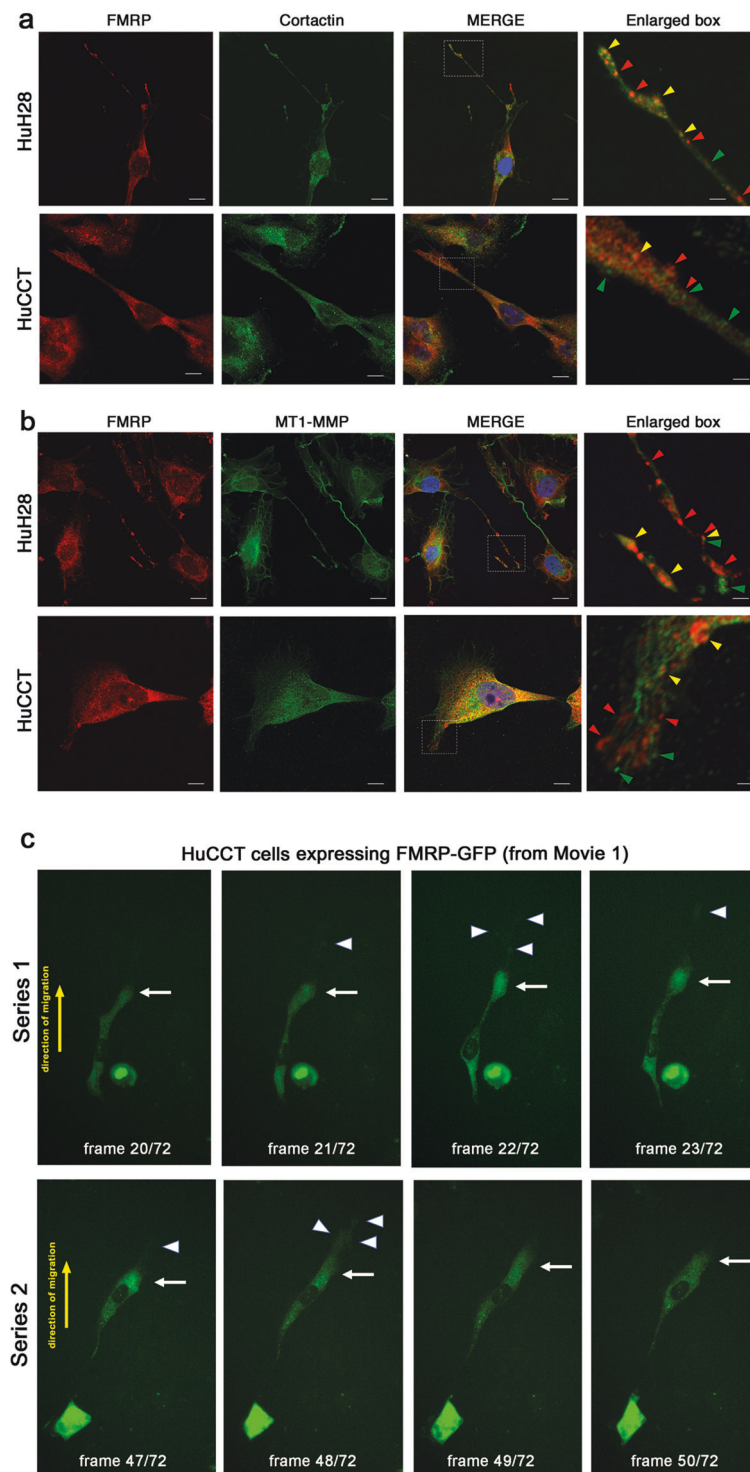 a
FMRP Cortactin MERGE Enlarged box
HuH28
HuCCT
b
FMRP MT1-MMP MERGE Enlarged box
HuH28
HuCCT
c
HuCCT cells expressing FMRP-GFP (from Movie 1)
Series 1
direction of migration
frame 20/72 frame 21/72 frame 22/72 frame 23/72
Series 2
direction of migration
frame 47/72 frame 48/72 frame 49/72 frame 50/72